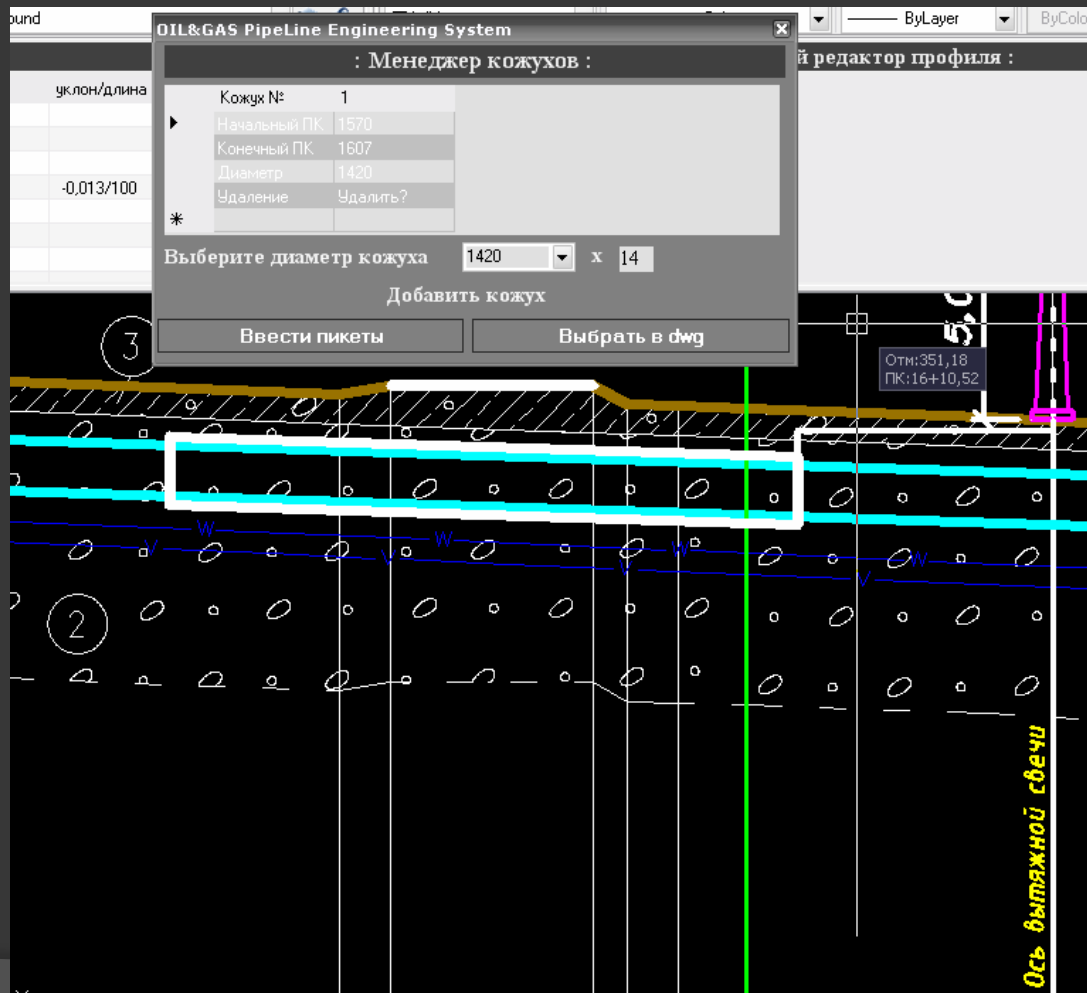 ound
ByLayer
ByColo
OIL&GAS PipeLine Engineering System
: Менеджер кожухов :
й редактор профиля :
уклон/длина
-0,013/100
Кожух № 1
Начальный ПК 1570
Конечный ПК 1607
Диаметр 1420
Удаление Удалить?
Выберите диаметр кожуха 1420 x 14
Добавить кожух
Ввести пикеты
Выбрать в dwg
3
5,0
Отм:351,18
ПК:16+10,52
W W W W
V V V V
2
Ось вытяжной свечи